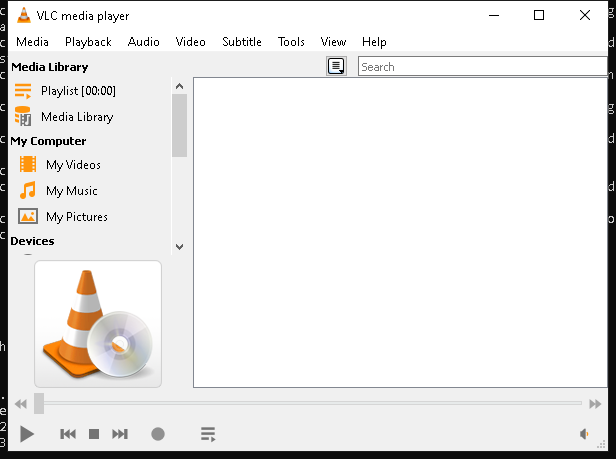 VLC media player
Media Playback Audio Video Subtitle Tools View Help
Media Library
Search
Playlist [00:00]
Media Library
My Computer
My Videos
My Music
My Pictures
Devices